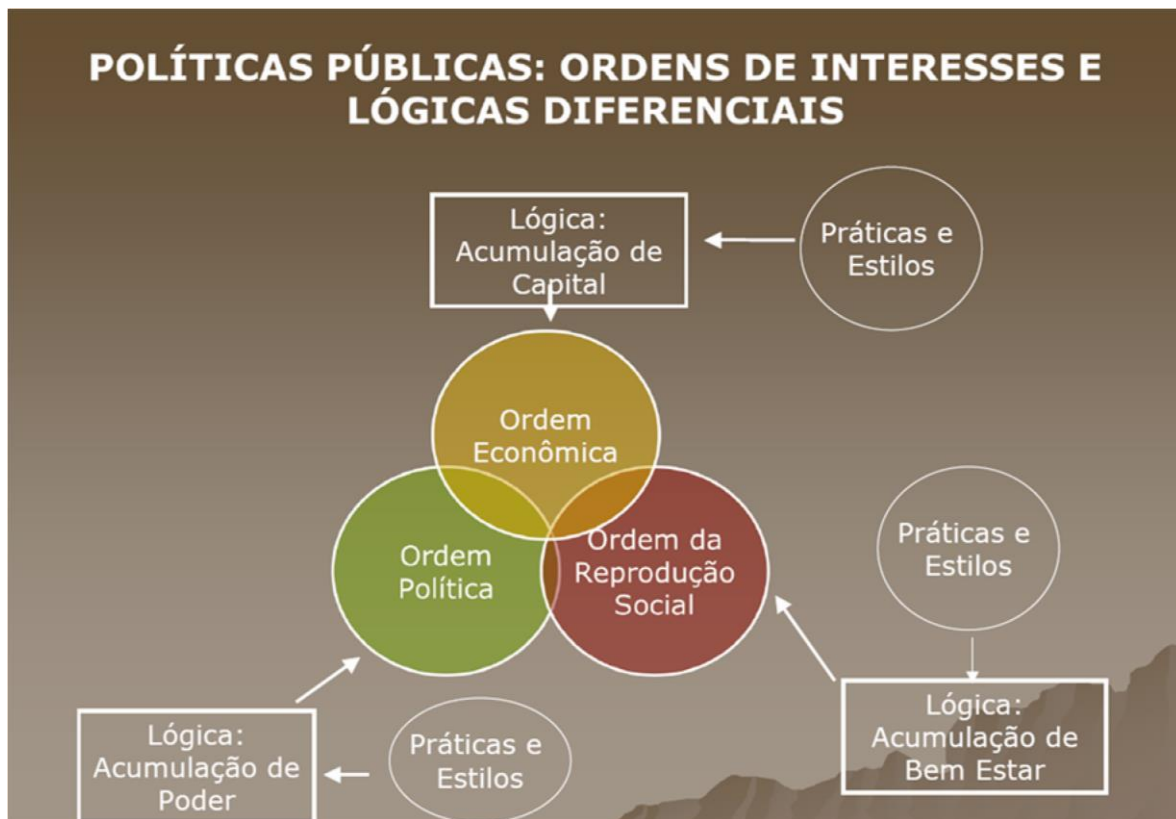 POLÍTICAS PÚBLICAS: ORDENS DE INTERESSES E
LÓGICAS DIFERENCIAIS
Lógica:
Acumulação de
Capital
Práticas e
Estilos
Ordem
Econômica
Ordem
Política
Ordem da
Reprodução
Social
Práticas e
Estilos
Lógica:
Acumulação de
Poder
Práticas e
Estilos
Lógica:
Acumulação de
Bem Estar